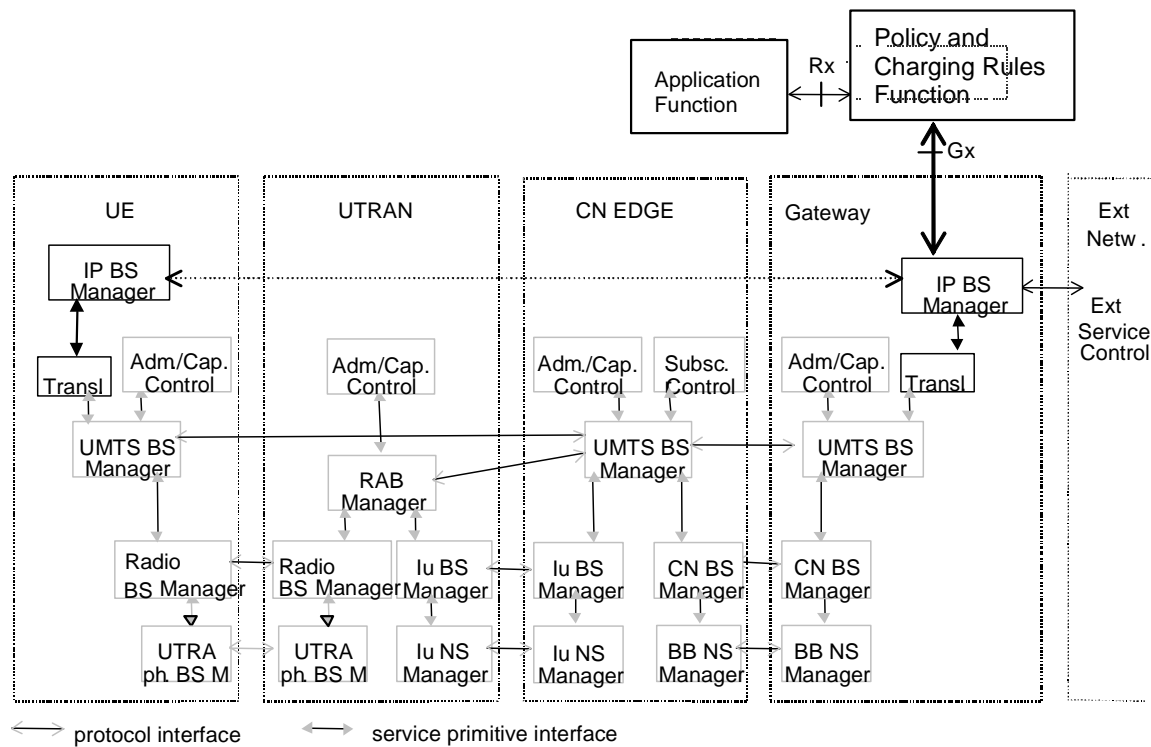 Policy and
Charging Rules
Function
Rx
Application
Function
Gx
UE
UTRAN
CN EDGE
Gateway
Ext
Netw .
IP BS
Manager
IP BS
Manager
Ext
Service
Control
Transl
Adm/Cap.
Control
Adm/Cap.
Control
Adm./Cap.
Control
Subsc.
Control
Adm/Cap.
Control
Transl
UMTS BS
Manager
RAB
Manager
UMTS BS
Manager
UMTS BS
Manager
Radio
BS Manager
Radio
BS Manager
Iu BS
Manager
Iu BS
Manager
CN BS
Manager
CN BS
Manager
UTRA
ph. BS M
UTRA
ph. BS M
Iu NS
Manager
Iu NS
Manager
BB NS
Manager
BB NS
Manager
protocol interface
service primitive interface